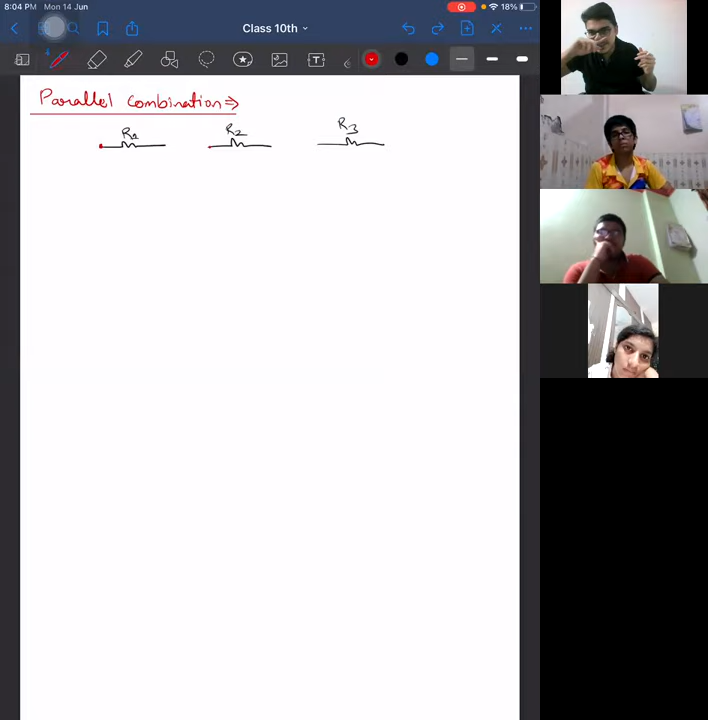 8:04 PM Mon 14 Jun
18%
Class 10th
T
Parallel Combination ⇒
R1 R2 R3